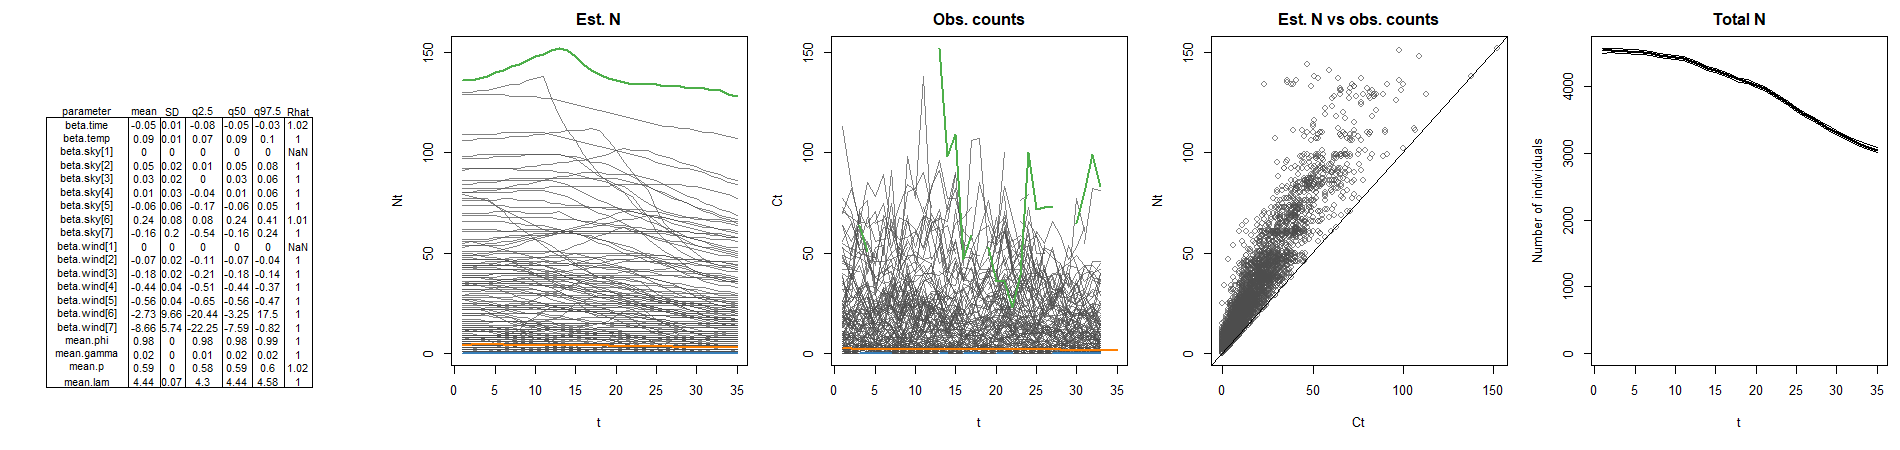 parameter mean SD q2.5 q50 q97.5 Rhat
beta.time -0.05 0.01 -0.08 -0.05 -0.03 1.02
beta.temp 0.09 0.01 0.07 0.09 0.1 1
beta.sky[1] 0 0 0 0 0 NaN
beta.sky[2] 0.05 0.02 0.01 0.05 0.08 1
beta.sky[3] 0.03 0.02 0 0.03 0.06 1
beta.sky[4] 0.01 0.03 -0.04 0.01 0.06 1
beta.sky[5] -0.06 0.06 -0.17 -0.06 0.05 1
beta.sky[6] 0.24 0.08 0.08 0.24 0.41 1.01
beta.sky[7] -0.16 0.2 -0.54 -0.16 0.24 1
beta.wind[1] 0 0 0 0 0 NaN
beta.wind[2] -0.07 0.02 -0.11 -0.07 -0.04 1
beta.wind[3] -0.18 0.02 -0.21 -0.18 -0.14 1
beta.wind[4] -0.44 0.04 -0.51 -0.44 -0.37 1
beta.wind[5] -0.56 0.04 -0.65 -0.56 -0.47 1
beta.wind[6] -2.73 9.66 -20.44 -3.25 17.5 1
beta.wind[7] -8.66 5.74 -22.25 -7.59 -0.82 1
mean.phi 0.98 0 0.98 0.98 0.99 1
mean.gamma 0.02 0 0.01 0.02 0.02 1
mean.p 0.59 0 0.58 0.59 0.6 1.02
mean.lam 4.44 0.07 4.3 4.44 4.58 1
Est. N
Nt
150
100
50
0
0 5 10 15 20 25 30 35
t
Obs. counts
Ct
150
100
50
0
0 5 10 15 20 25 30 35
t
Est. N vs obs. counts
Nt
150
100
50
0
0 50 100 150
Ct
Total N
Number of individuals
4000
3000
2000
1000
0
0 5 10 15 20 25 30 35
t